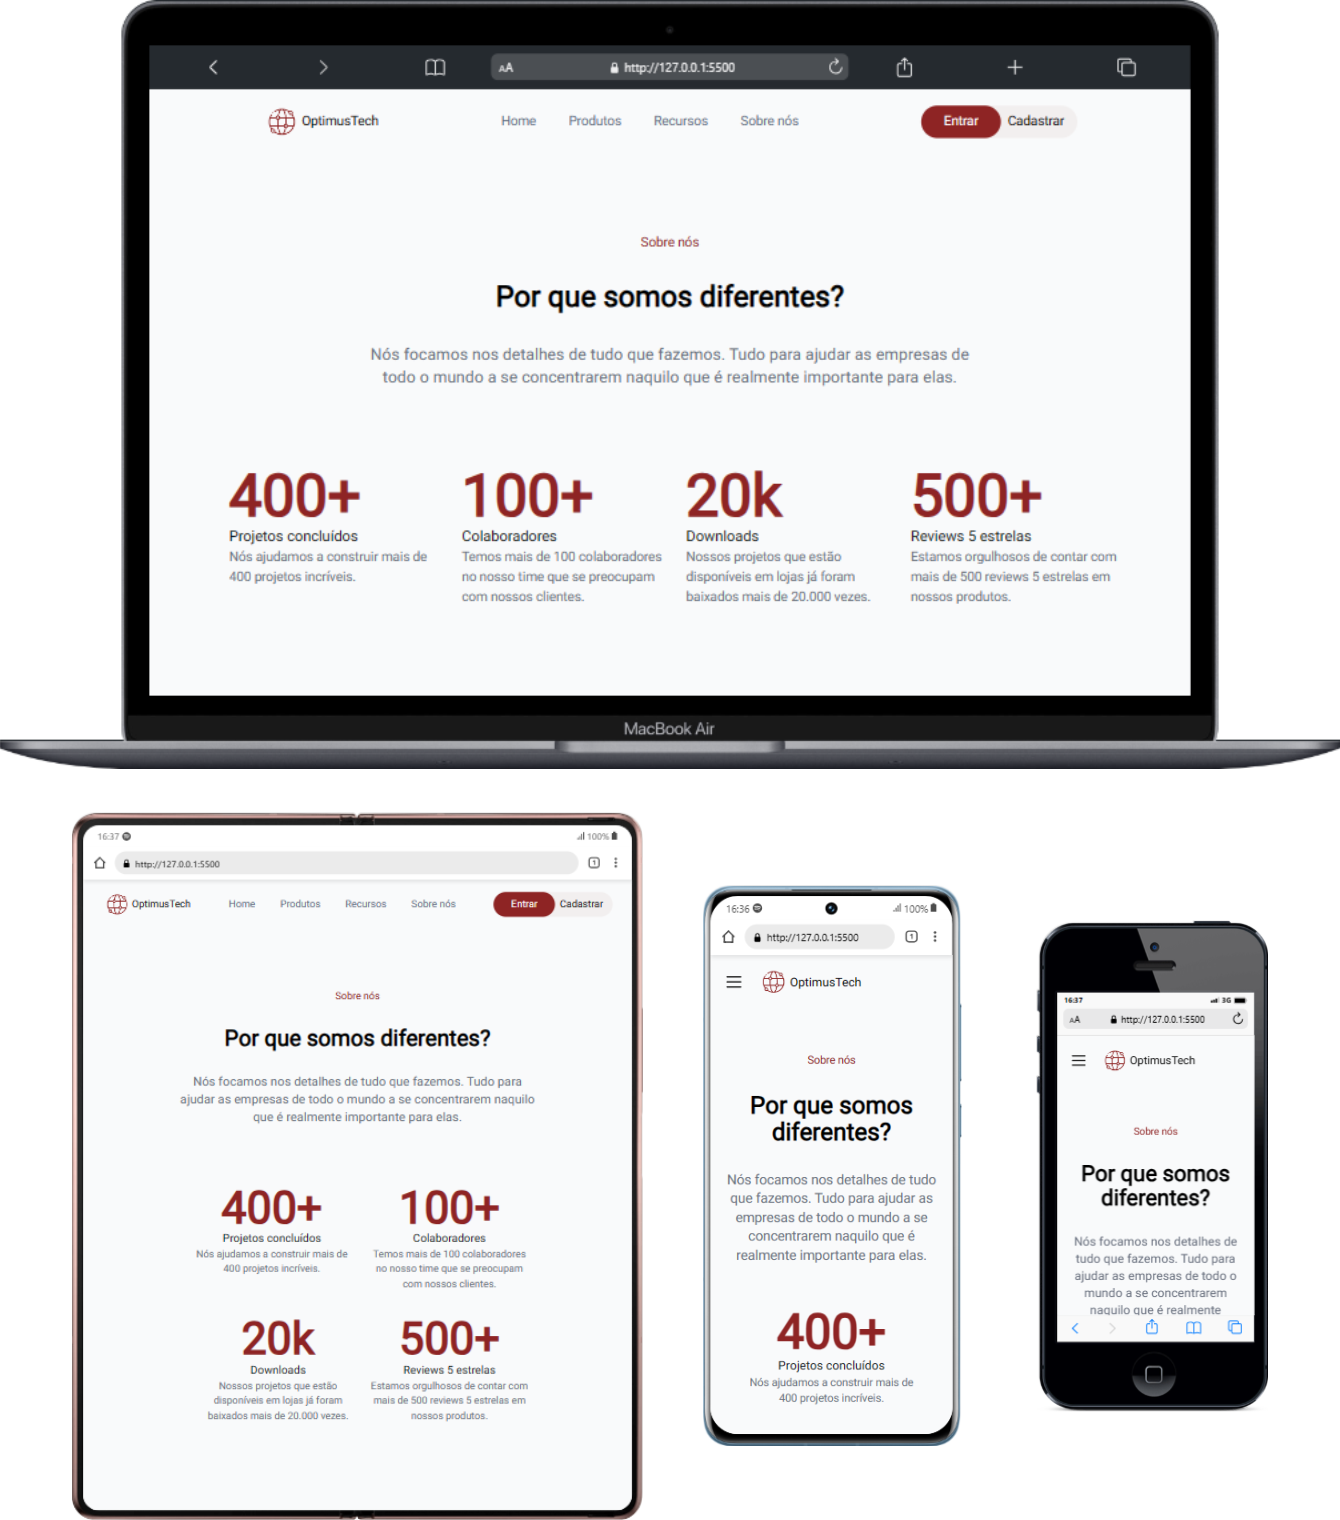 AA http://127.0.0.1:5500
OptimusTech Home Produtos Recursos Sobre nós Entrar Cadastrar
Sobre nós
Por que somos diferentes?
Nós focamos nos detalhes de tudo que fazemos. Tudo para ajudar as empresas de
todo o mundo a se concentrarem naquilo que é realmente importante para elas.
400+
Projetos concluídos
Nós ajudamos a construir mais de
400 projetos incríveis.
100+
Colaboradores
Temos mais de 100 colaboradores
no nosso time que se preocupam
com nossos clientes.
20k
Downloads
Nossos projetos que estão
disponíveis em lojas já foram
baixados mais de 20.000 vezes.
500+
Reviews 5 estrelas
Estamos orgulhosos de contar com
mais de 500 reviews 5 estrelas em
nossos produtos.
MacBook Air
16:37 100%
http://127.0.0.1:5500 1
OptimusTech Home Produtos Recursos Sobre nós Entrar Cadastrar
Sobre nós
Por que somos diferentes?
Nós focamos nos detalhes de tudo que fazemos. Tudo para
ajudar as empresas de todo o mundo a se concentrarem naquilo
que é realmente importante para elas.
400+
Projetos concluídos
Nós ajudamos a construir mais de
400 projetos incríveis.
100+
Colaboradores
Temos mais de 100 colaboradores
no nosso time que se preocupam
com nossos clientes.
20k
Downloads
Nossos projetos que estão
disponíveis em lojas já foram
baixados mais de 20.000 vezes.
500+
Reviews 5 estrelas
Estamos orgulhosos de contar com
mais de 500 reviews 5 estrelas em
nossos produtos.
16:36 100%
http://127.0.0.1:5500 1
OptimusTech
Sobre nós
Por que somos
diferentes?
Nós focamos nos detalhes de tudo
que fazemos. Tudo para ajudar as
empresas de todo o mundo a se
concentrarem naquilo que é
realmente importante para elas.
400+
Projetos concluídos
Nós ajudamos a construir mais de
400 projetos incríveis.
16:37 3G
AA http://127.0.0.1:5500
OptimusTech
Sobre nós
Por que somos
diferentes?
Nós focamos nos detalhes de
tudo que fazemos. Tudo para
ajudar as empresas de todo o
mundo a se concentrarem
naquilo que é realmente